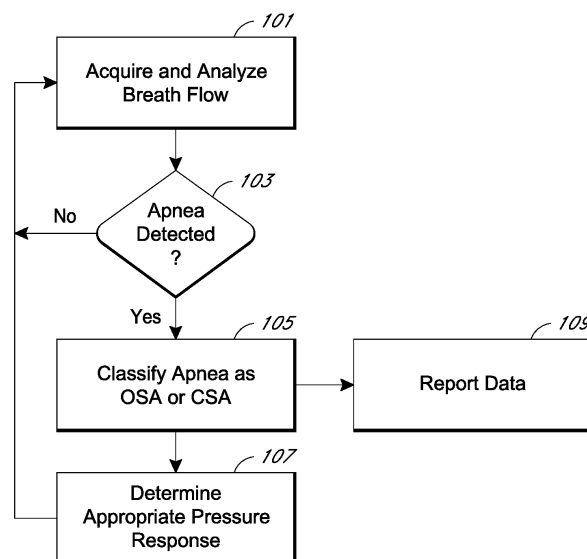 101
Acquire and Analyze
Breath Flow
103
Apnea
Detected
?
No
Yes
105
Classify Apnea as
OSA or CSA
109
Report Data
107
Determine
Appropriate Pressure
Response